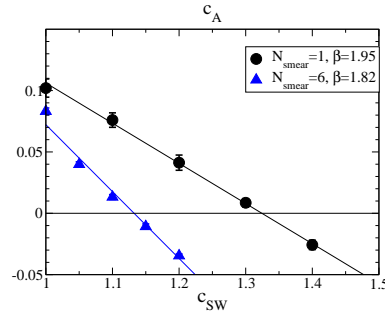 c_A
N_smear=1, β=1.95
N_smear=6, β=1.82
0.1
0.05
0
-0.05
1 1.1 1.2 1.3 1.4 1.5
c_SW